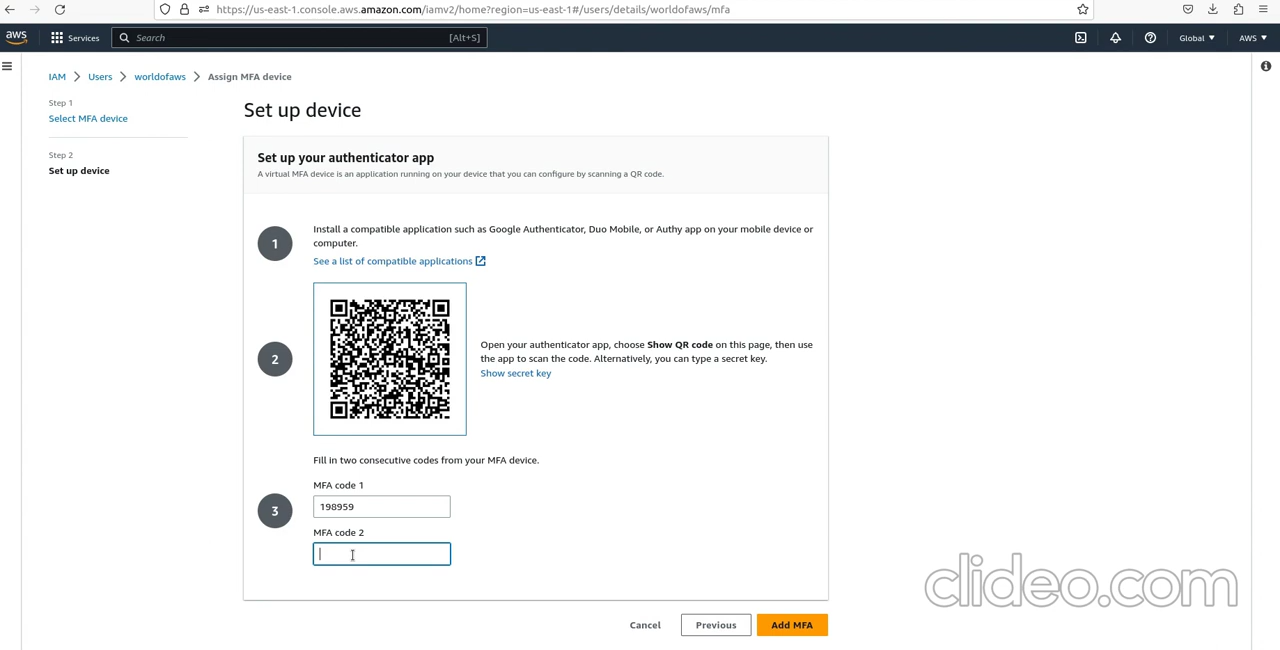 https://us-east-1.console.aws.amazon.com/iamv2/home?region=us-east-1#/users/details/worldofaws/mfa
aws
Services
Search
[Alt+S]
Global
AWS
IAM > Users > worldofaws > Assign MFA device
Step 1
Select MFA device
Step 2
Set up device
Set up device
Set up your authenticator app
A virtual MFA device is an application running on your device that you can configure by scanning a QR code.
1
Install a compatible application such as Google Authenticator, Duo Mobile, or Authy app on your mobile device or
computer.
See a list of compatible applications
2
Open your authenticator app, choose Show QR code on this page, then use
the app to scan the code. Alternatively, you can type a secret key.
Show secret key
Fill in two consecutive codes from your MFA device.
3
MFA code 1
198959
MFA code 2
Cancel
Previous
Add MFA
clideo.com